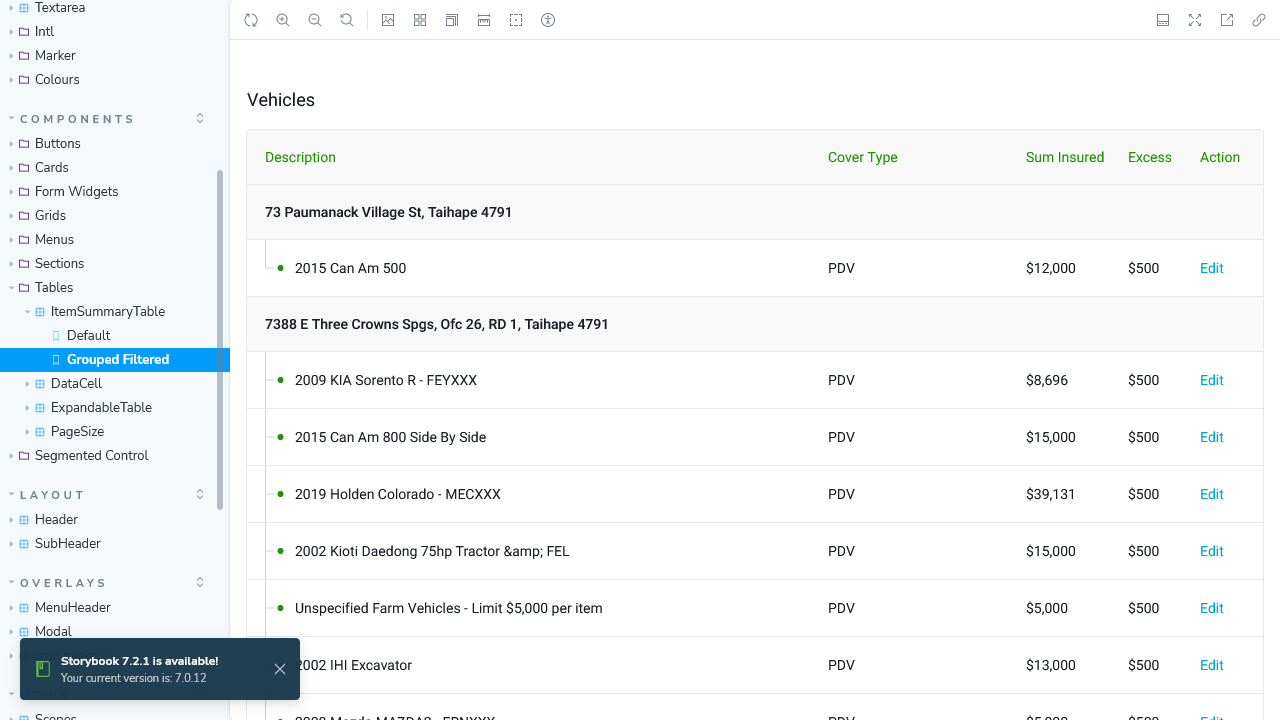 Textarea
Intl
Marker
Colours
COMPONENTS
Buttons
Cards
Form Widgets
Grids
Menus
Sections
Tables
ItemSummaryTable
Default
Grouped Filtered
DataCell
ExpandableTable
PageSize
Segmented Control
LAYOUT
Header
SubHeader
OVERLAYS
MenuHeader
Modal
Scopes
Storybook 7.2.1 is available!
Your current version is: 7.0.12
Vehicles
Description Cover Type Sum Insured Excess Action
73 Paumanack Village St, Taihape 4791
2015 Can Am 500 PDV $12,000 $500 Edit
7388 E Three Crowns Spgs, Ofc 26, RD 1, Taihape 4791
2009 KIA Sorento R - FEYXXX PDV $8,696 $500 Edit
2015 Can Am 800 Side By Side PDV $15,000 $500 Edit
2019 Holden Colorado - MECXXX PDV $39,131 $500 Edit
2002 Kioti Daedong 75hp Tractor &amp; FEL PDV $15,000 $500 Edit
Unspecified Farm Vehicles - Limit $5,000 per item PDV $5,000 $500 Edit
2002 IHI Excavator PDV $13,000 $500 Edit
PDV $500 Edit